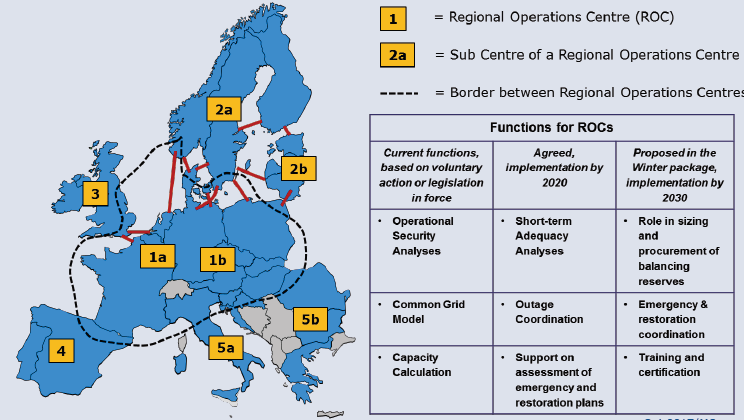 1 = Regional Operations Centre (ROC)
2a = Sub Centre of a Regional Operations Centre
= Border between Regional Operations Centres
2a
2b
3
1a
1b
4
5a
5b
Functions for ROCs
Current functions,
based on voluntary
action or legislation
in force
Agreed,
implementation by
2020
Proposed in the
Winter package,
implementation by
2030
• Operational
Security
Analyses
• Short-term
Adequacy
Analyses
• Role in sizing
and
procurement of
balancing
reserves
• Common Grid
Model
• Outage
Coordination
• Emergency &
restoration
coordination
• Capacity
Calculation
• Support on
assessment of
emergency and
restoration plans
• Training and
certification